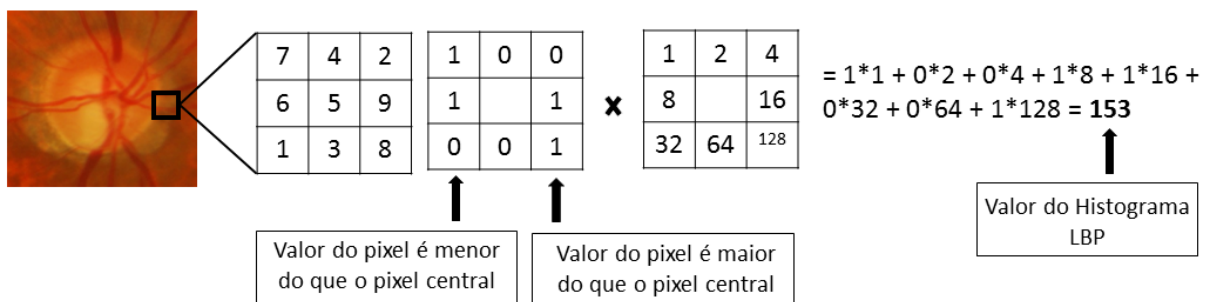 7 4 2
6 5 9
1 3 8
1 0 0
1 1
0 0 1
x
1 2 4
8 16
32 64 128
= 1*1 + 0*2 + 0*4 + 1*8 + 1*16 +
0*32 + 0*64 + 1*128 = 153
Valor do pixel é menor
do que o pixel central
Valor do pixel é maior
do que o pixel central
Valor do Histograma
LBP